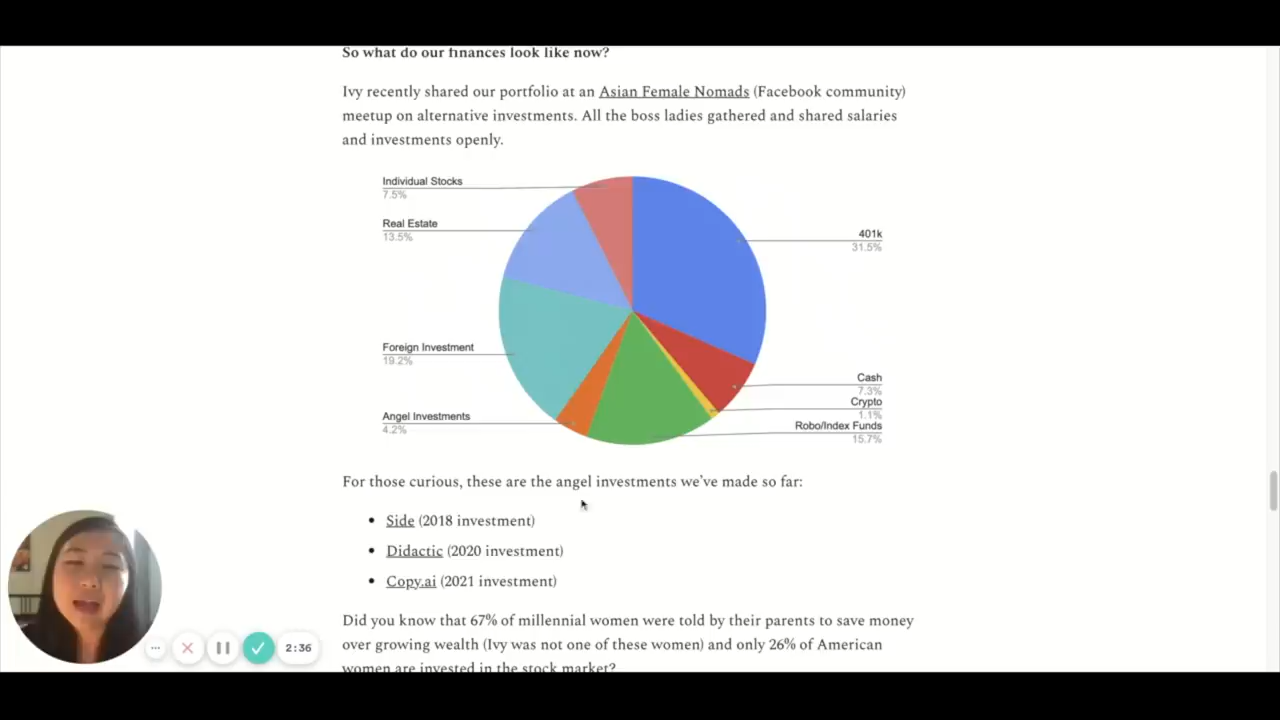 So what do our finances look like now?
Ivy recently shared our portfolio at an Asian Female Nomads (Facebook community)
meetup on alternative investments. All the boss ladies gathered and shared salaries
and investments openly.
Individual Stocks
7.5%
Real Estate
13.5%
401k
31.5%
Foreign Investment
19.2%
Cash
7.3%
Crypto
1.1%
Angel Investments
4.2%
Robo/Index Funds
15.7%
For those curious, these are the angel investments we've made so far:
• Side (2018 investment)
• Didactic (2020 investment)
• Copy.ai (2021 investment)
Did you know that 67% of millennial women were told by their parents to save money
over growing wealth (Ivy was not one of these women) and only 26% of American
women are invested in the stock market?
2:36